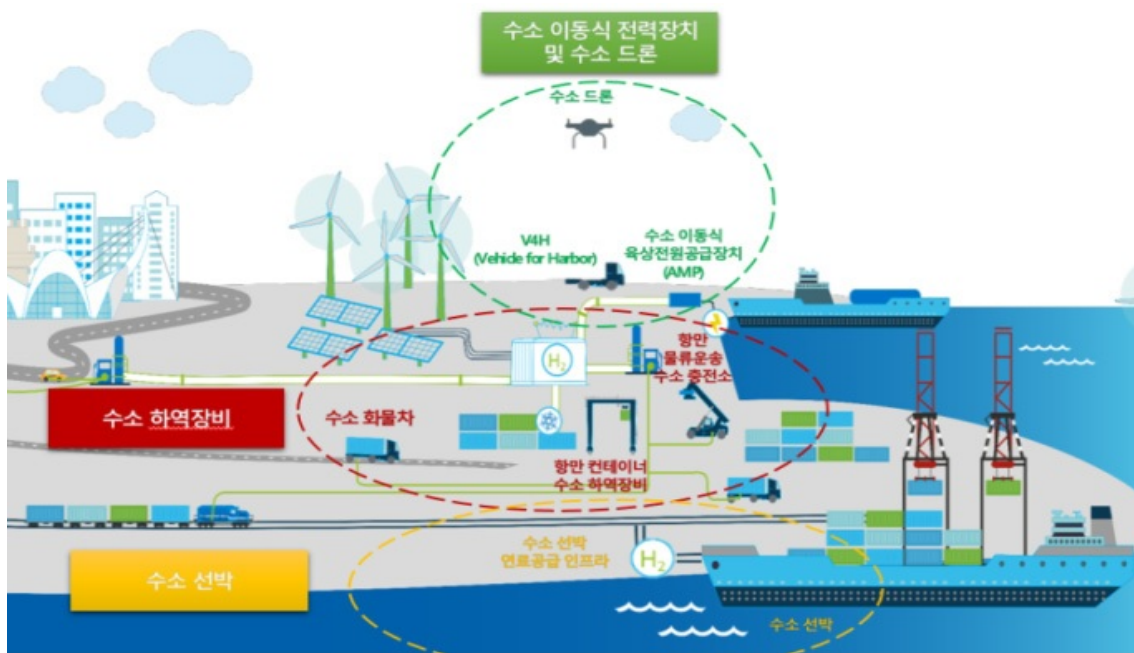 수소 이동식 전력장치
및 수소 드론
수소 드론
V4H
(Vehicle for Harbor)
수소 이동식
육상전원공급장치
(AMP)
항만
물류운송
수소 충전소
H₂
수소 하역장비
수소 화물차
항만 컨테이너
수소 하역장비
수소 선박
연료공급 인프라
H₂
수소 선박
수소 선박